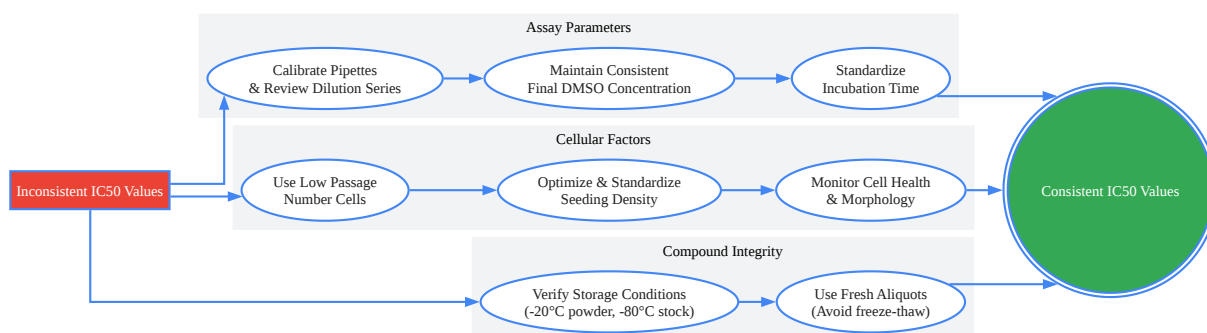 Assay Parameters
Calibrate Pipettes
& Review Dilution Series
Maintain Consistent
Final DMSO Concentration
Standardize
Incubation Time
Cellular Factors
Inconsistent IC50 Values
Use Low Passage
Number Cells
Optimize & Standardize
Seeding Density
Monitor Cell Health
& Morphology
Consistent IC50 Values
Compound Integrity
Verify Storage Conditions
(-20°C powder, -80°C stock)
Use Fresh Aliquots
(Avoid freeze-thaw)